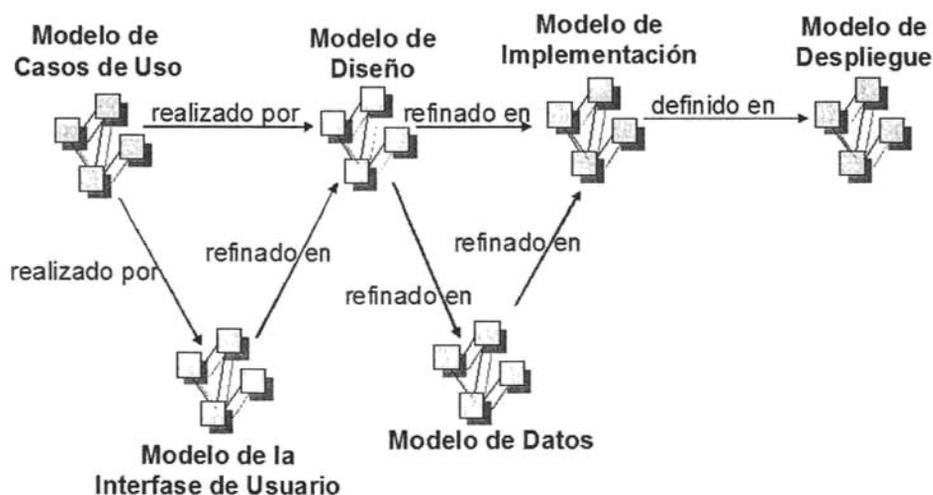 Modelo de
Casos de Uso
Modelo de
Diseño
Modelo de
Implementación
Modelo de
Despliegue
realizado por
refinado en
definido en
realizado por
refinado en
refinado en
refinado en
Modelo de la
Interfase de Usuario
Modelo de Datos